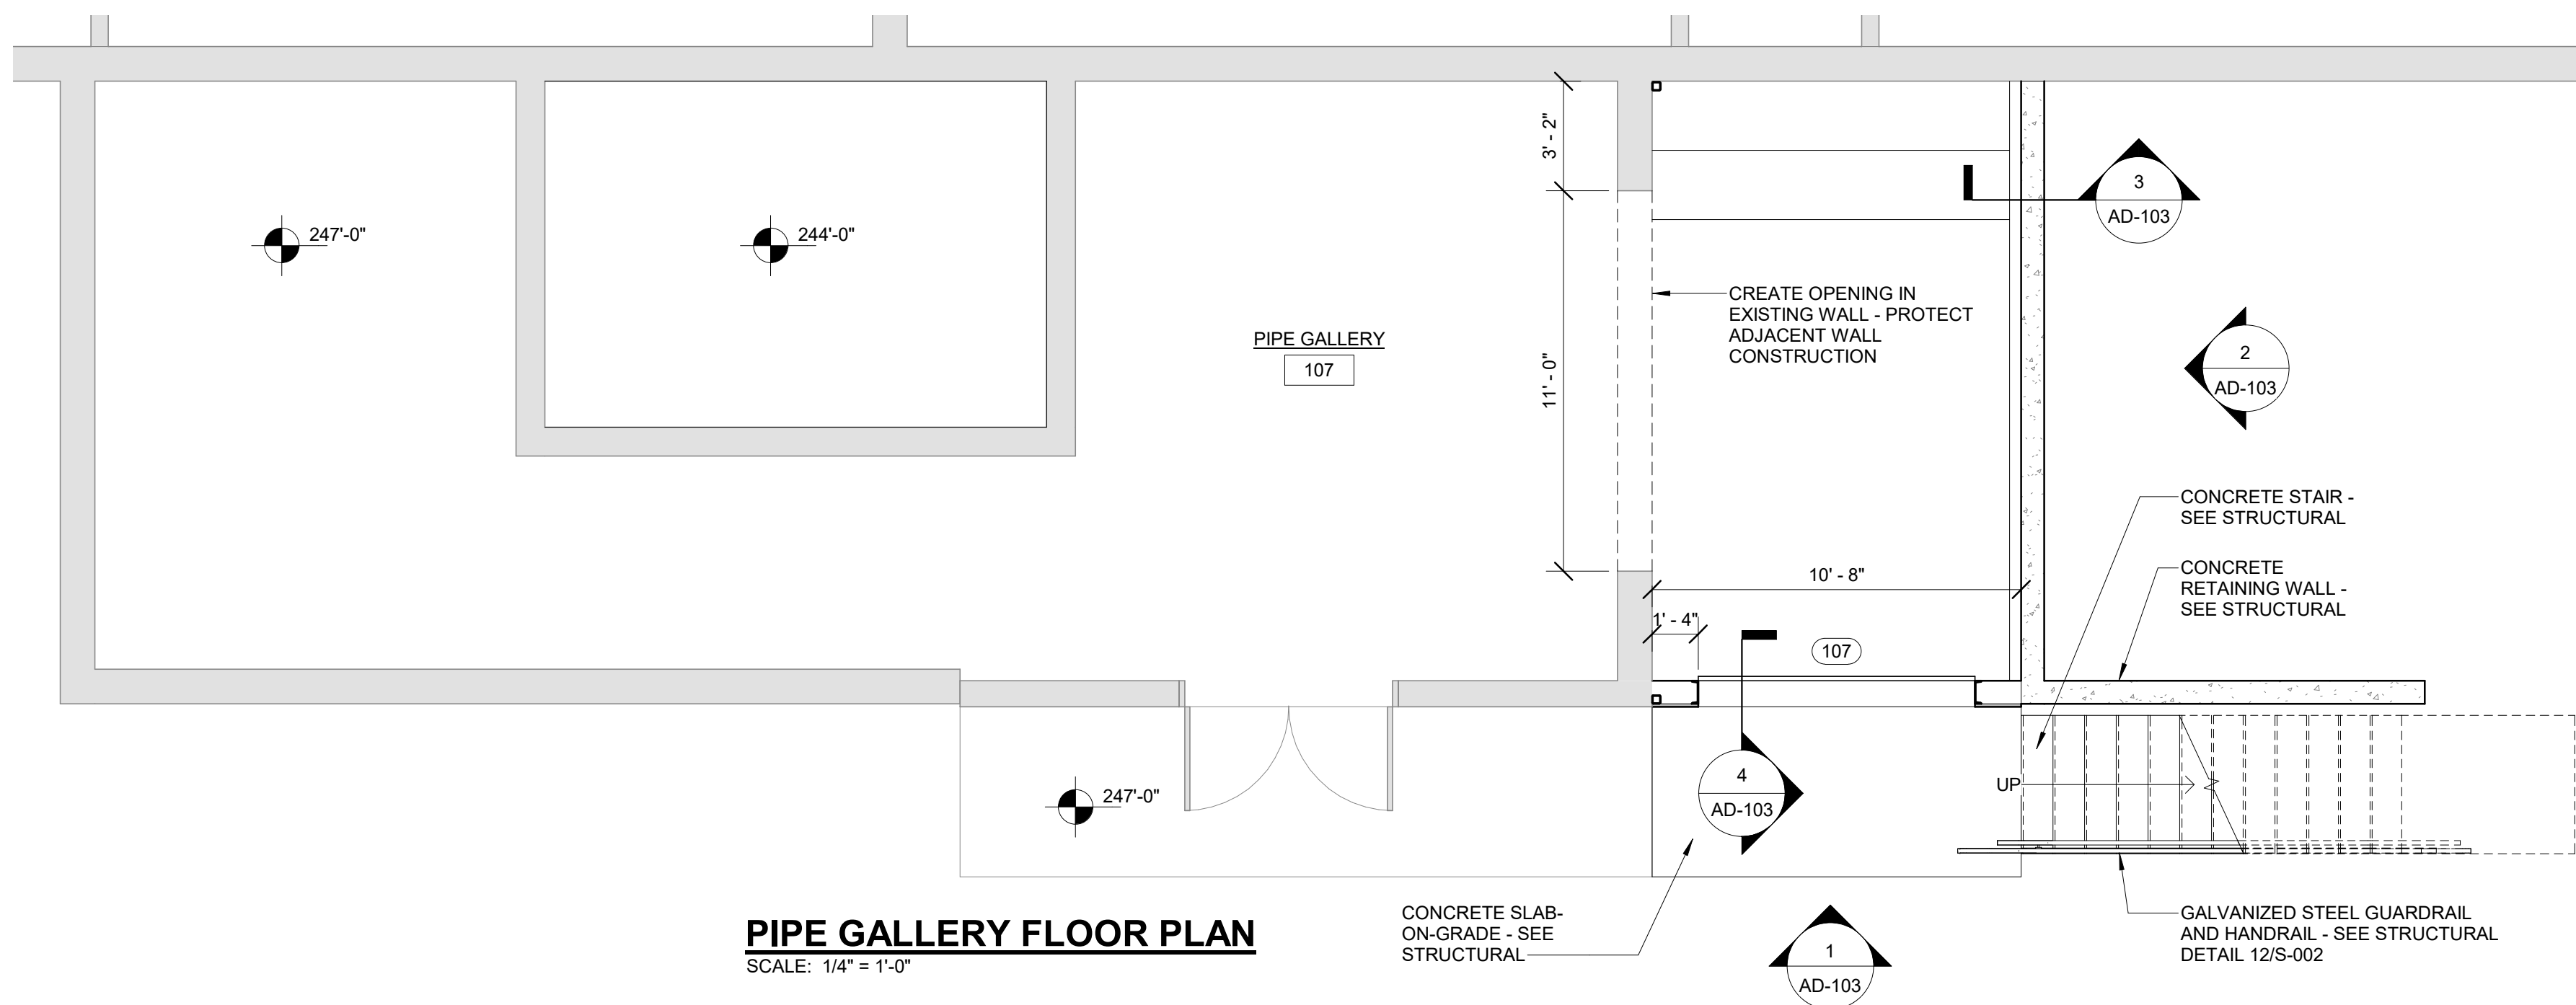 3' - 2"
3
AD-103
247'-0"
244'-0"
CREATE OPENING IN
EXISTING WALL - PROTECT
ADJACENT WALL
CONSTRUCTION
PIPE GALLERY
107
2
AD-103
11' - 0"
CONCRETE STAIR -
SEE STRUCTURAL
10' - 8"
CONCRETE
RETAINING WALL -
SEE STRUCTURAL
1' - 4"
107
4
AD-103
UP
247'-0"
CONCRETE SLAB-
ON-GRADE - SEE
STRUCTURAL
GALVANIZED STEEL GUARDRAIL
AND HANDRAIL - SEE STRUCTURAL
DETAIL 12/S-002
1
AD-103
PIPE GALLERY FLOOR PLAN
SCALE: 1/4" = 1'-0"